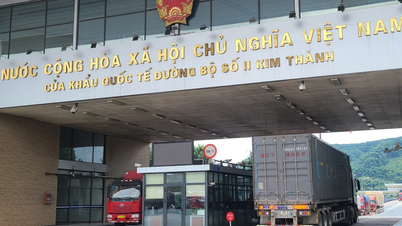 NƯỚC CỘNG HÒA XÃ HỘI CHỦ NGHĨA VIỆT NAM
CỬA KHẨU QUỐC TẾ ĐƯỜNG BỘ SỐ II KIM THÀNH